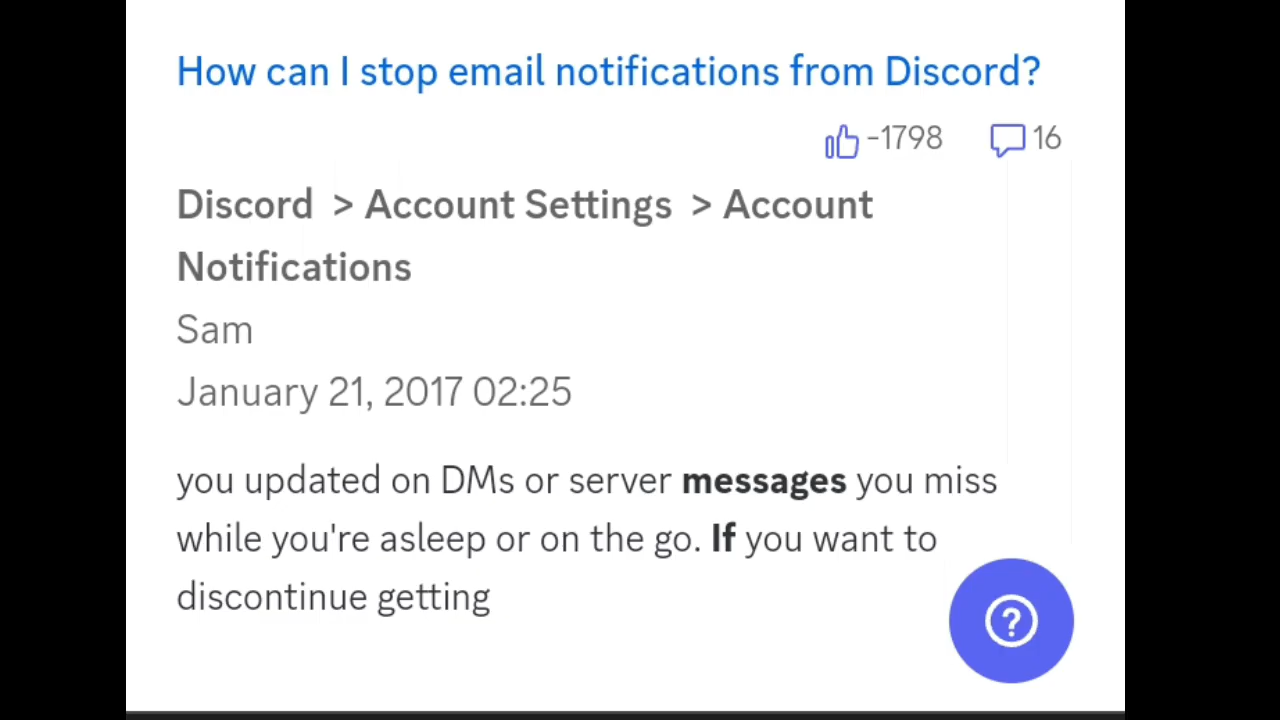 How can I stop email notifications from Discord?
-1798 16
Discord > Account Settings > Account
Notifications
Sam
January 21, 2017 02:25
you updated on DMs or server messages you miss
while you're asleep or on the go. If you want to
discontinue getting
?